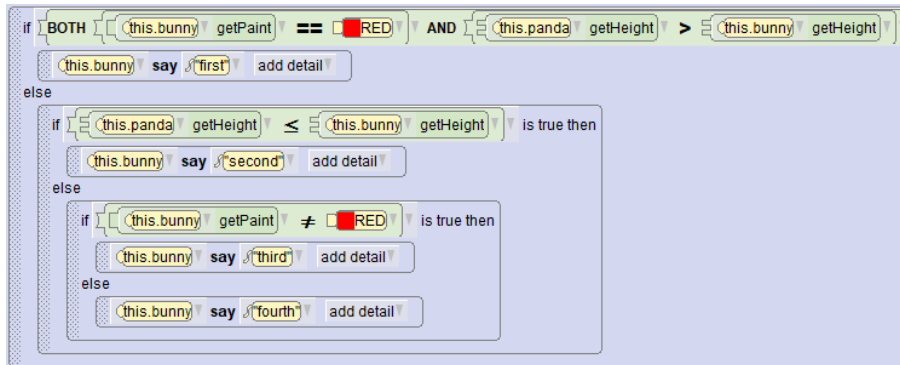 if BOTH this.bunny getPaint == RED AND this.panda getHeight > this.bunny getHeight
this.bunny say "first" add detail
else
if this.panda getHeight ≤ this.bunny getHeight is true then
this.bunny say "second" add detail
else
if this.bunny getPaint ≠ RED is true then
this.bunny say "third" add detail
else
this.bunny say "fourth" add detail